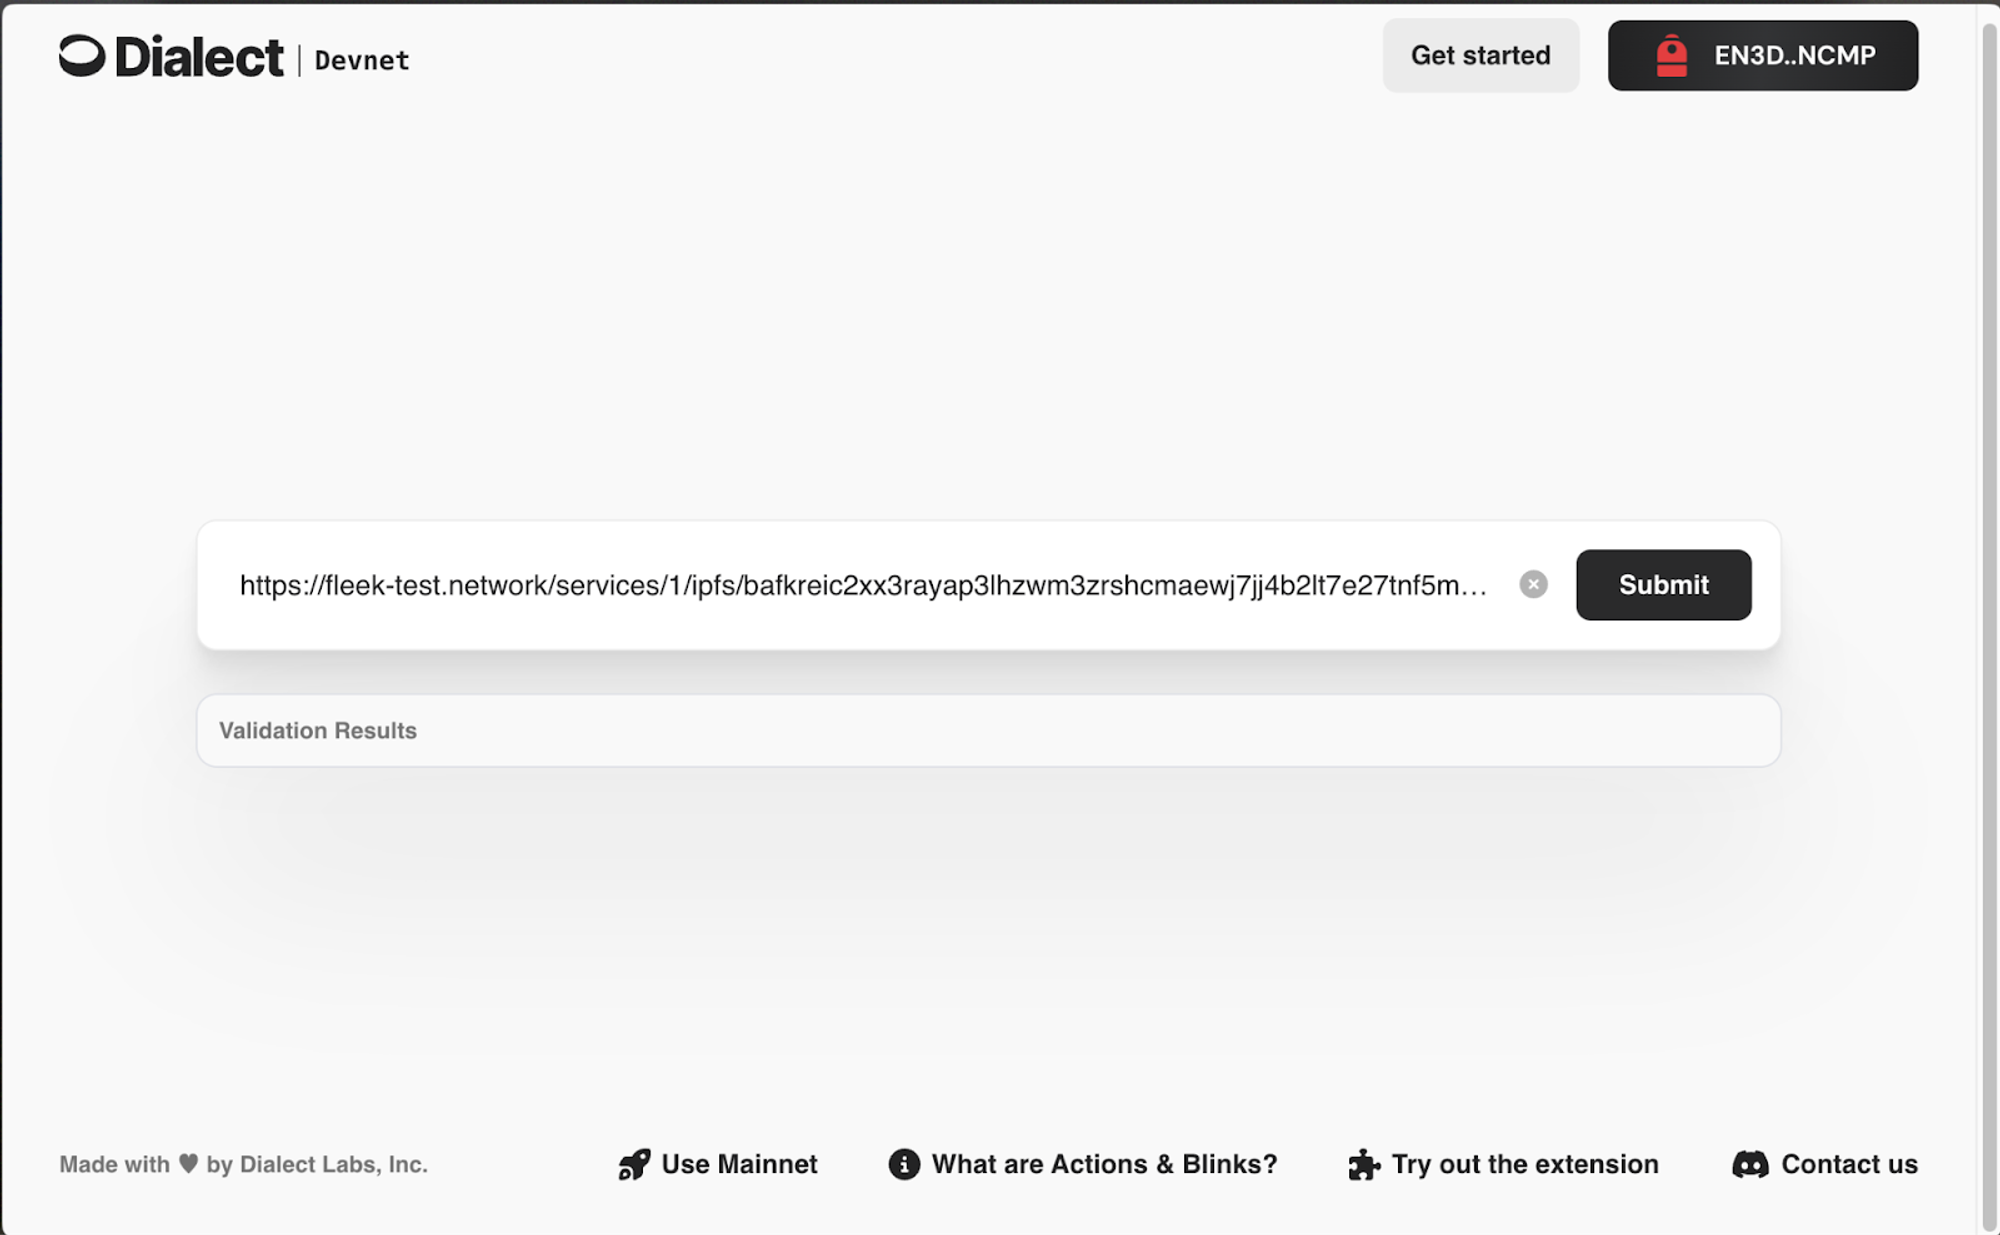 Dialect | Devnet
Get started
EN3D..NCMP
https://fleek-test.network/services/1/ipfs/bafkreic2xx3rayap3lhzwm3zrshcmaewj7jj4b2lt7e27tnf5m...
Submit
Validation Results
Made with ♥ by Dialect Labs, Inc.
Use Mainnet
What are Actions & Blinks?
Try out the extension
Contact us